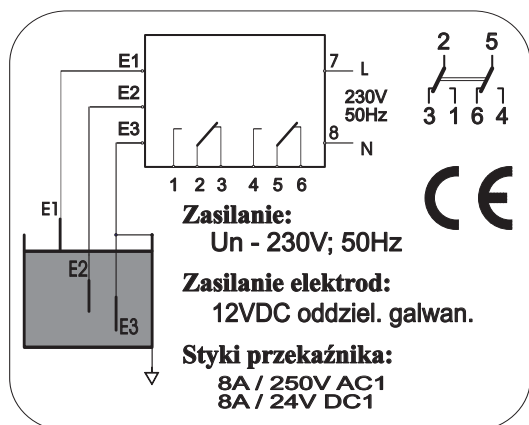 E1
7
L
E2
230V
50Hz
E3
8
N
1 2 3 4 5 6
2 5
3 1 6 4
CE
E1
E2
E3
Zasilanie:
Un - 230V; 50Hz
Zasilanie elektrod:
12VDC oddziel. galwan.
Styki przekaźnika:
8A / 250V AC1
8A / 24V DC1